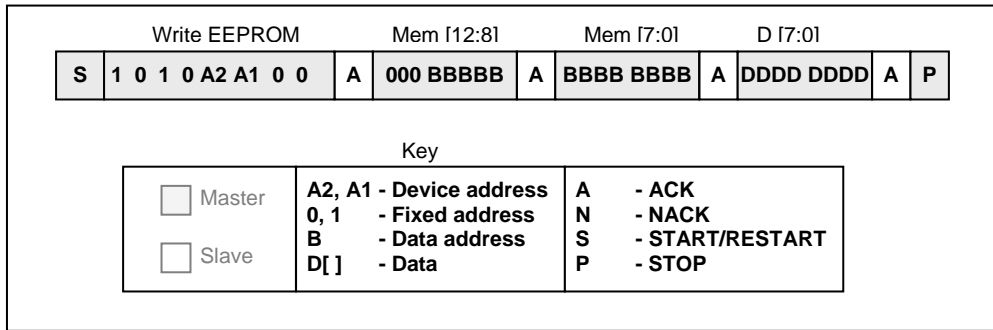 Write EEPROM Mem [12:8] Mem [7:0] D [7:0]
S 1 0 1 0 A2 A1 0 0 A 000 BBBBB A BBBB BBBB A DDDD DDDD A P
Key
Master
Slave
A2, A1 - Device address
0, 1 - Fixed address
B - Data address
D[ ] - Data
A - ACK
N - NACK
S - START/RESTART
P - STOP